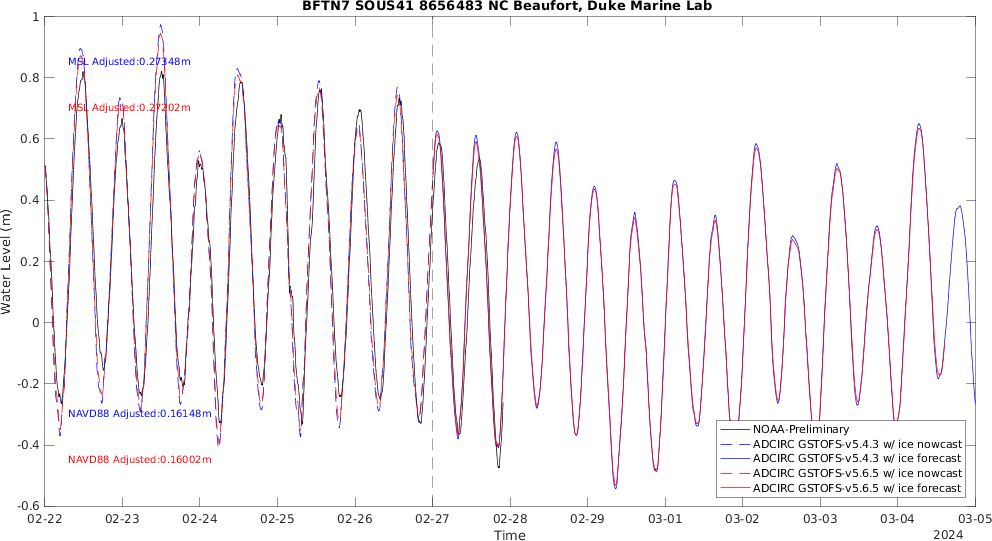 BFTN7 SOUS41 8656483 NC Beaufort, Duke Marine Lab
1
0.8
0.6
0.4
0.2
0
-0.2
-0.4
-0.6
Water Level (m)
MSL Adjusted:0.27348m
MSL Adjusted:0.27202m
NAVD88 Adjusted:0.16148m
NAVD88 Adjusted:0.16002m
NOAA-Preliminary
ADCIRC GSTOFS-v5.4.3 w/ ice nowcast
ADCIRC GSTOFS-v5.4.3 w/ ice forecast
ADCIRC GSTOFS-v5.6.5 w/ ice nowcast
ADCIRC GSTOFS-v5.6.5 w/ ice forecast
02-22 02-23 02-24 02-25 02-26 02-27 02-28 02-29 03-01 03-02 03-03 03-04 03-05
Time
2024